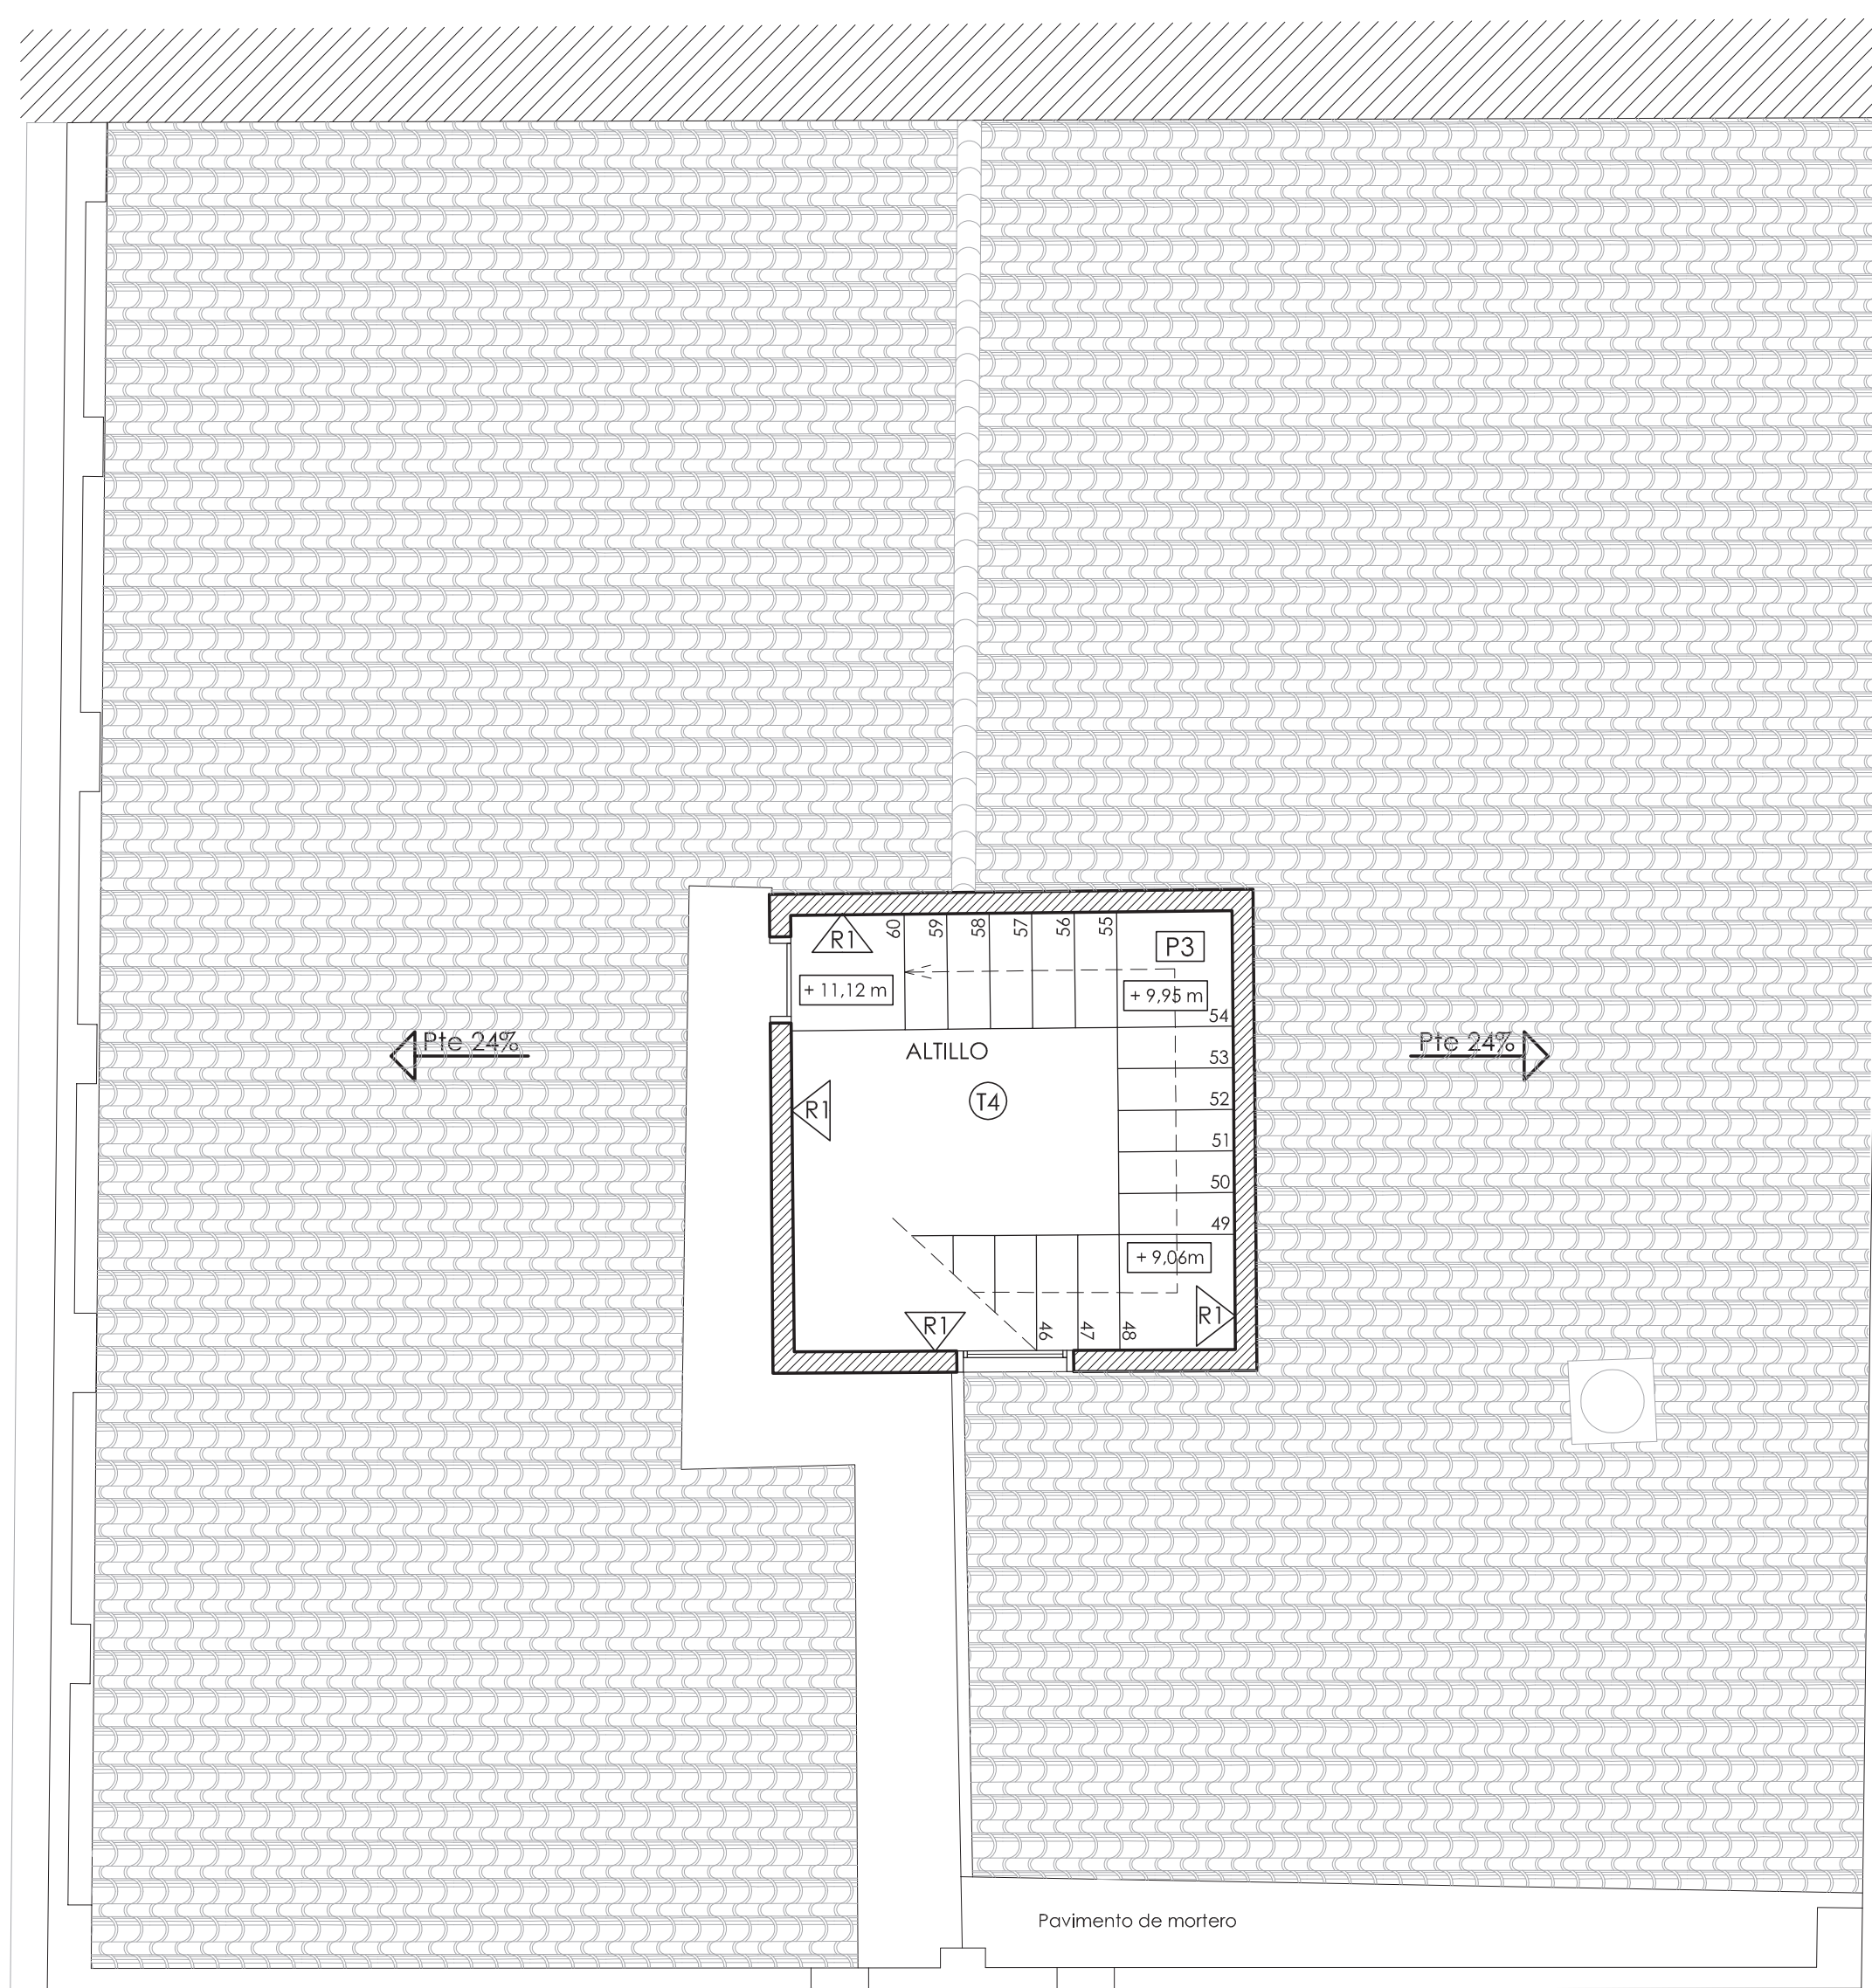 60 59 58 57 56 55
R1
P3
+ 11,12 m
+ 9,95 m
54
Pte 24%
Pte 24%
ALTILLO
53
T4
52
R1
51
50
49
+ 9,06m
R1
R1
46 47 48
Pavimento de mortero